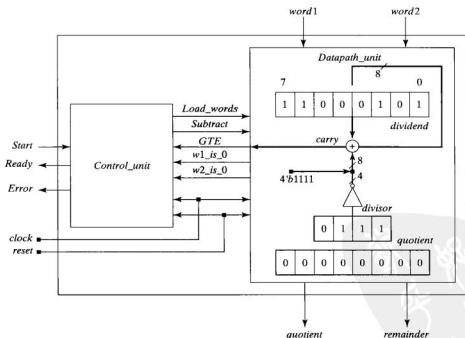 word1 word2
Datapath_unit
8
7 0
1 1 0 0 0 1 0 1
dividend
Load_words
Subtract
GTE
w1_is_0
w2_is_0
carry
+
8
4'b1111
4
divisor
0 1 1 1
quotient
0 0 0 0 0 0 0 0
Control_unit
Start
Ready
Error
clock
reset
quotient remainder